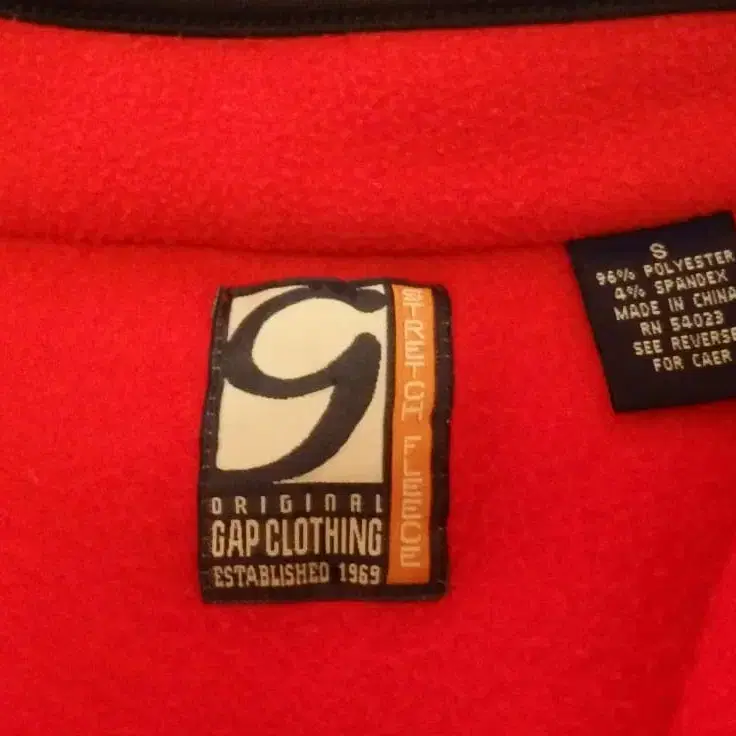 g
STRETCH FLEECE
ORIGINAL
GAP CLOTHING
ESTABLISHED 1969
S
96% POLYESTER
4% SPANDEX
MADE IN CHINA
RN 54023
SEE REVERSE
FOR CAER